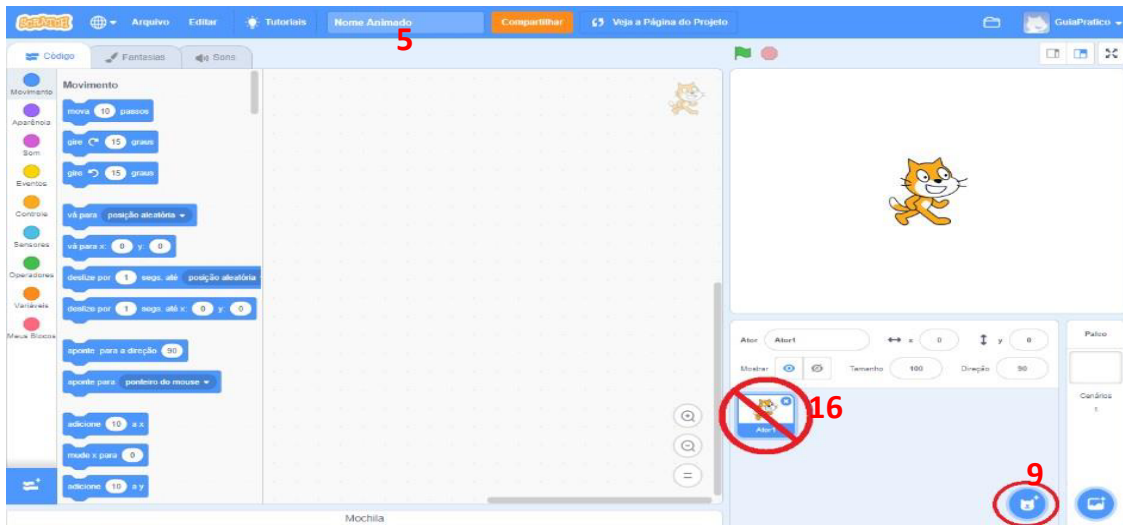 SCRATCH Arquivo Editar Tutoriais Nome Animado Compartilhar Veja a Página do Projeto GuiaPratico
5
Código Fantasias Sons
Movimento
Aparência
Som
Eventos
Controle
Sensores
Operadores
Variáveis
Meus Blocos
Movimento
mova 10 passos
gire 15 graus
gire 15 graus
vá para posição aleatória
vá para x: 0 y: 0
deslize por 1 segs. até posição aleatória
deslize por 1 segs. até x: 0 y: 0
aponte para a direção 90
aponte para ponteiro do mouse
adicione 10 a x
mude x para 0
adicione 10 a y
Mochila
Ator Ator1 x 0 y 0
Mostrar Tamanho 100 Direção 90
Ator1
16
9
Palco
Cenários
1